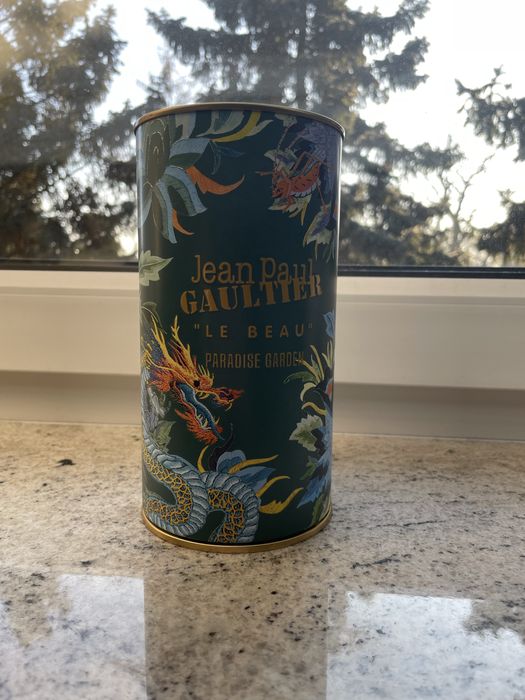 Jean Paul
GAULTIER
"LE BEAU"
PARADISE GARDEN